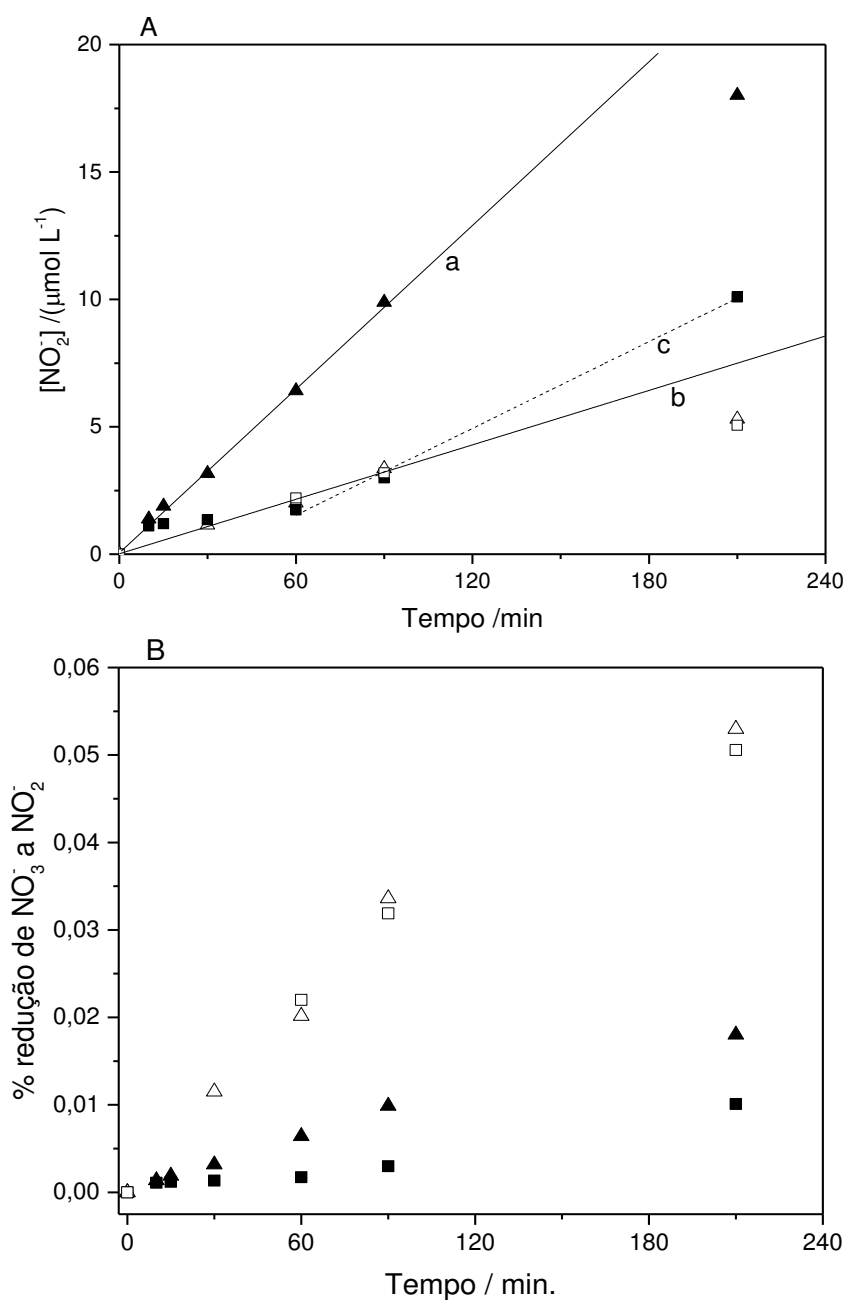 A
20
15
10
5
0
[NO₂⁻] /(μmol L⁻¹)
a
c
b
0 60 120 180 240
Tempo /min
B
0,06
0,05
0,04
0,03
0,02
0,01
0,00
% redução de NO₃⁻ a NO₂⁻
0 60 120 180 240
Tempo / min.